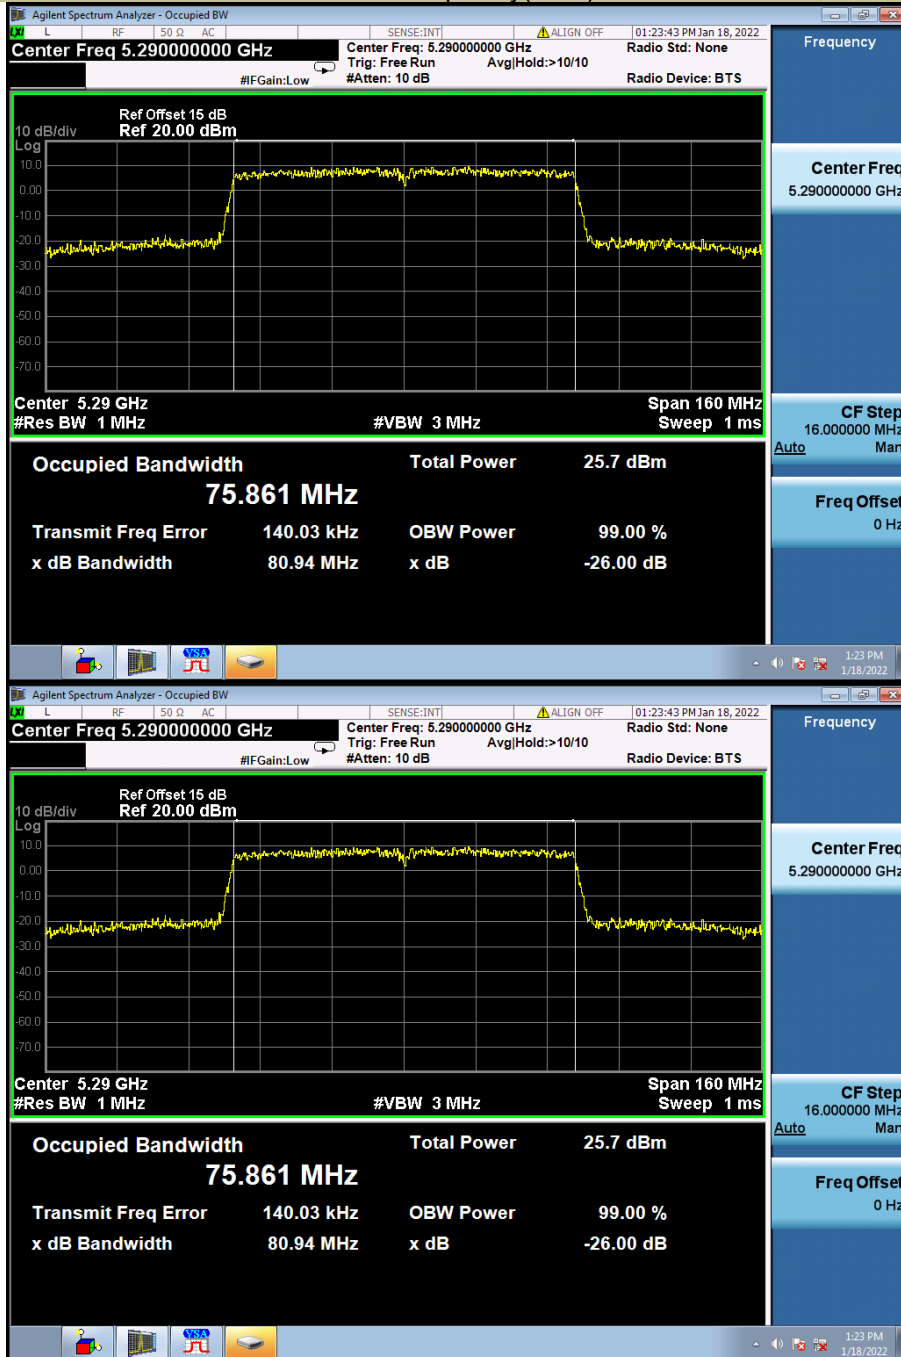 Agilent Spectrum Analyzer - Occupied BW
LXI L RF 50 Ω AC SENSE:INT ALIGN OFF 01:23:43 PM Jan 18, 2022
Center Freq 5.290000000 GHz
Center Freq: 5.290000000 GHz
Radio Std: None
Trig: Free Run Avg|Hold:>10/10
#IFGain:Low
#Atten: 10 dB
Radio Device: BTS
Frequency
Ref Offset 15 dB
10 dB/div Ref 20.00 dBm
Log
10.0
0.00
-10.0
-20.0
-30.0
-40.0
-50.0
-60.0
-70.0
Center 5.29 GHz Span 160 MHz
#Res BW 1 MHz #VBW 3 MHz Sweep 1 ms
Center Freq
5.290000000 GHz
CF Step
16.000000 MHz
Auto Man
Freq Offset
0 Hz
Occupied Bandwidth Total Power 25.7 dBm
75.861 MHz
Transmit Freq Error 140.03 kHz OBW Power 99.00 %
x dB Bandwidth 80.94 MHz x dB -26.00 dB
VSA
1:23 PM
1/18/2022
Agilent Spectrum Analyzer - Occupied BW
LXI L RF 50 Ω AC SENSE:INT ALIGN OFF 01:23:43 PM Jan 18, 2022
Center Freq 5.290000000 GHz
Center Freq: 5.290000000 GHz
Radio Std: None
Trig: Free Run Avg|Hold:>10/10
#IFGain:Low
#Atten: 10 dB
Radio Device: BTS
Frequency
Ref Offset 15 dB
10 dB/div Ref 20.00 dBm
Log
10.0
0.00
-10.0
-20.0
-30.0
-40.0
-50.0
-60.0
-70.0
Center 5.29 GHz Span 160 MHz
#Res BW 1 MHz #VBW 3 MHz Sweep 1 ms
Center Freq
5.290000000 GHz
CF Step
16.000000 MHz
Auto Man
Freq Offset
0 Hz
Occupied Bandwidth Total Power 25.7 dBm
75.861 MHz
Transmit Freq Error 140.03 kHz OBW Power 99.00 %
x dB Bandwidth 80.94 MHz x dB -26.00 dB
VSA
1:23 PM
1/18/2022